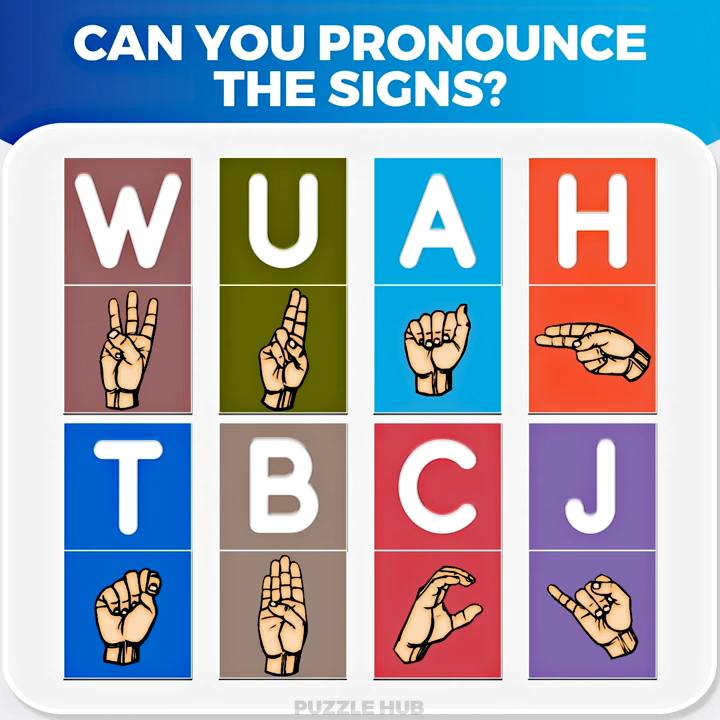 CAN YOU PRONOUNCE
THE SIGNS?
W U A H
T B C J
PUZZLE HUB